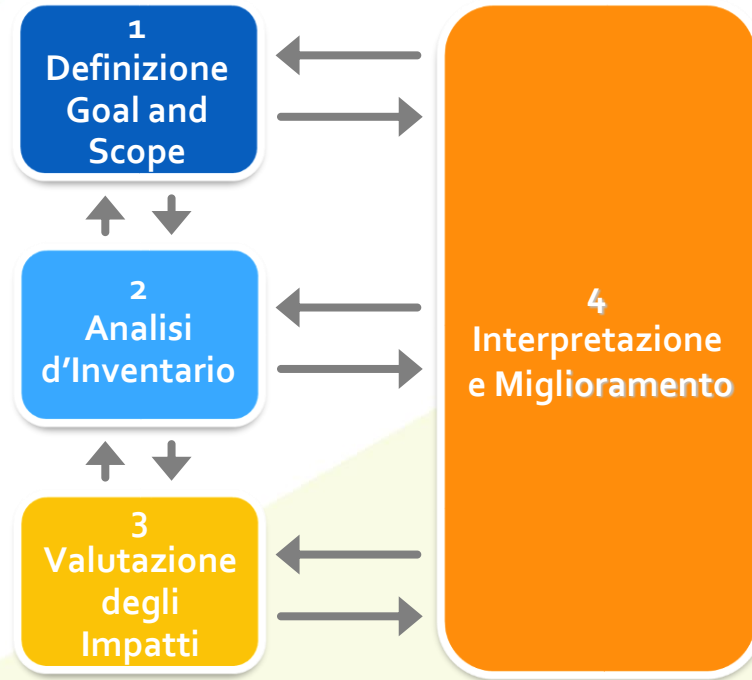 1
Definizione
Goal and
Scope
2
Analisi
d’Inventario
3
Valutazione
degli
Impatti
4
Interpretazione
e Miglioramento